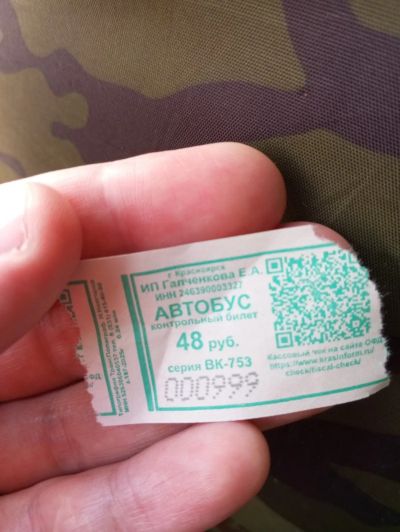 г. Красноярск
ИП Галченкова Е.А.
ИНН 246390003327
АВТОБУС
контрольный билет
48 руб.
серия ВК-753
000999
Кассовый чек на сайте ОФД
https://www.krasinform.ru/
check/fiscal-check/